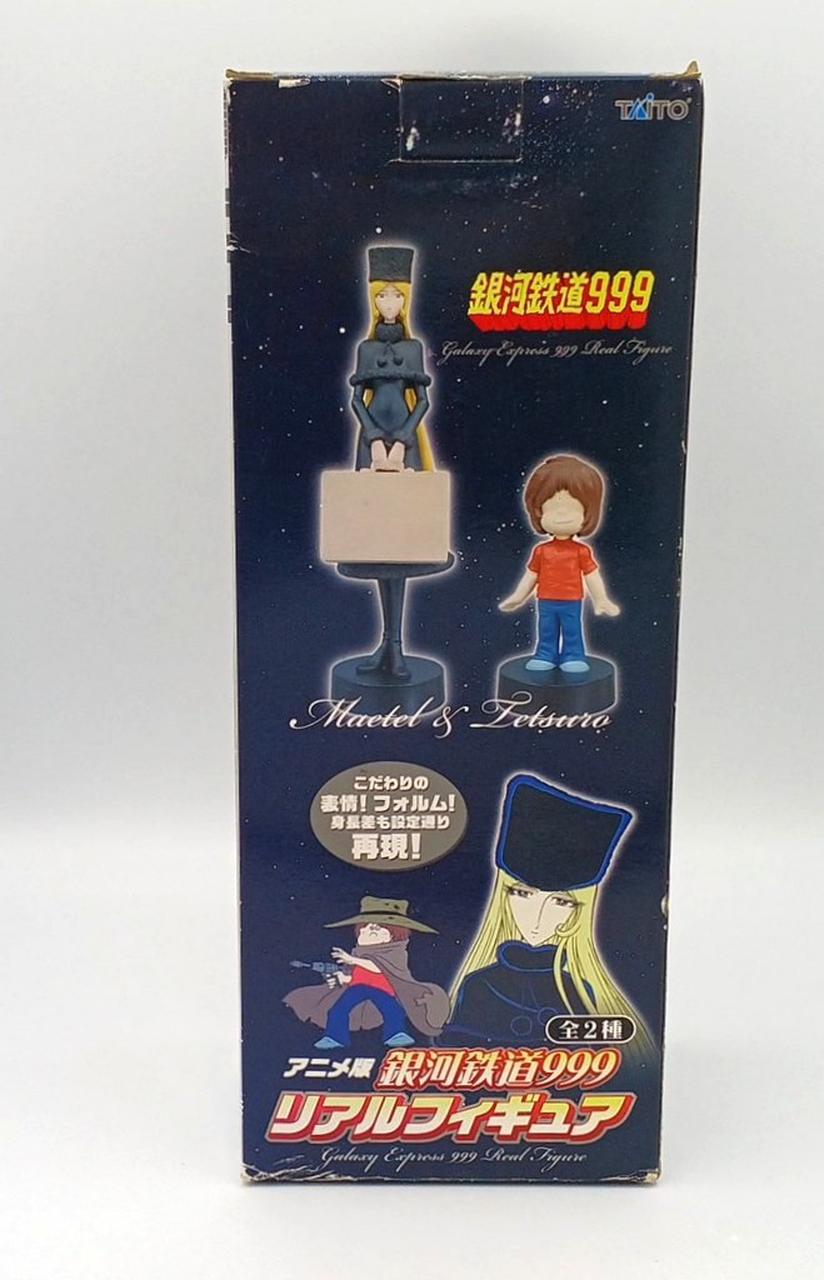 TAITO
銀河鉄道999
Galaxy Express 999 Real Figure
Maetel & Tetsuro
こだわりの
表情!フォルム!
身長差も設定通り
再現!
全2種
アニメ版 銀河鉄道999
リアルフィギュア
Galaxy Express 999 Real Figure